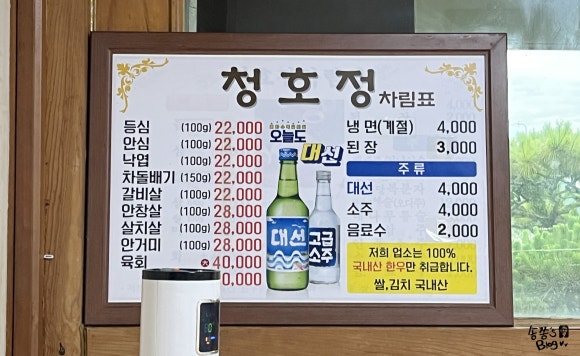 청호정 차림표
등심 (100g) 22,000
안심 (100g) 22,000
낙엽 (100g) 22,000
차돌배기 (150g) 22,000
갈비살 (100g) 22,000
안창살 (100g) 28,000
살치살 (100g) 28,000
안거미 (100g) 28,000
육회 大 40,000
0,000
오늘도
대선
대선
고급
소주
냉 면(계절) 4,000
된 장 3,000
주 류
대선 4,000
소주 4,000
음료수 2,000
저희 업소는 100%
국내산 한우만 취급합니다.
쌀,김치 국내산
Blog